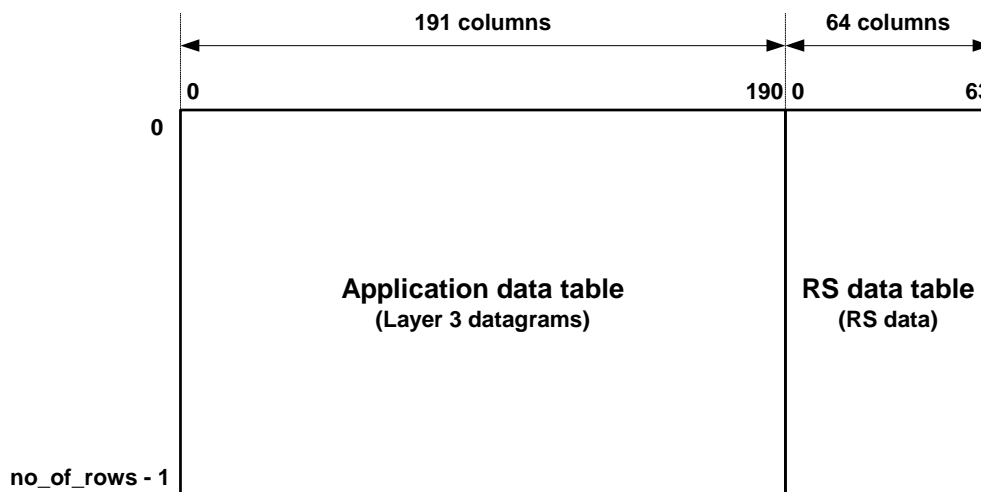 191 columns
64 columns
0
190
0
63
0
Application data table
(Layer 3 datagrams)
RS data table
(RS data)
no_of_rows - 1